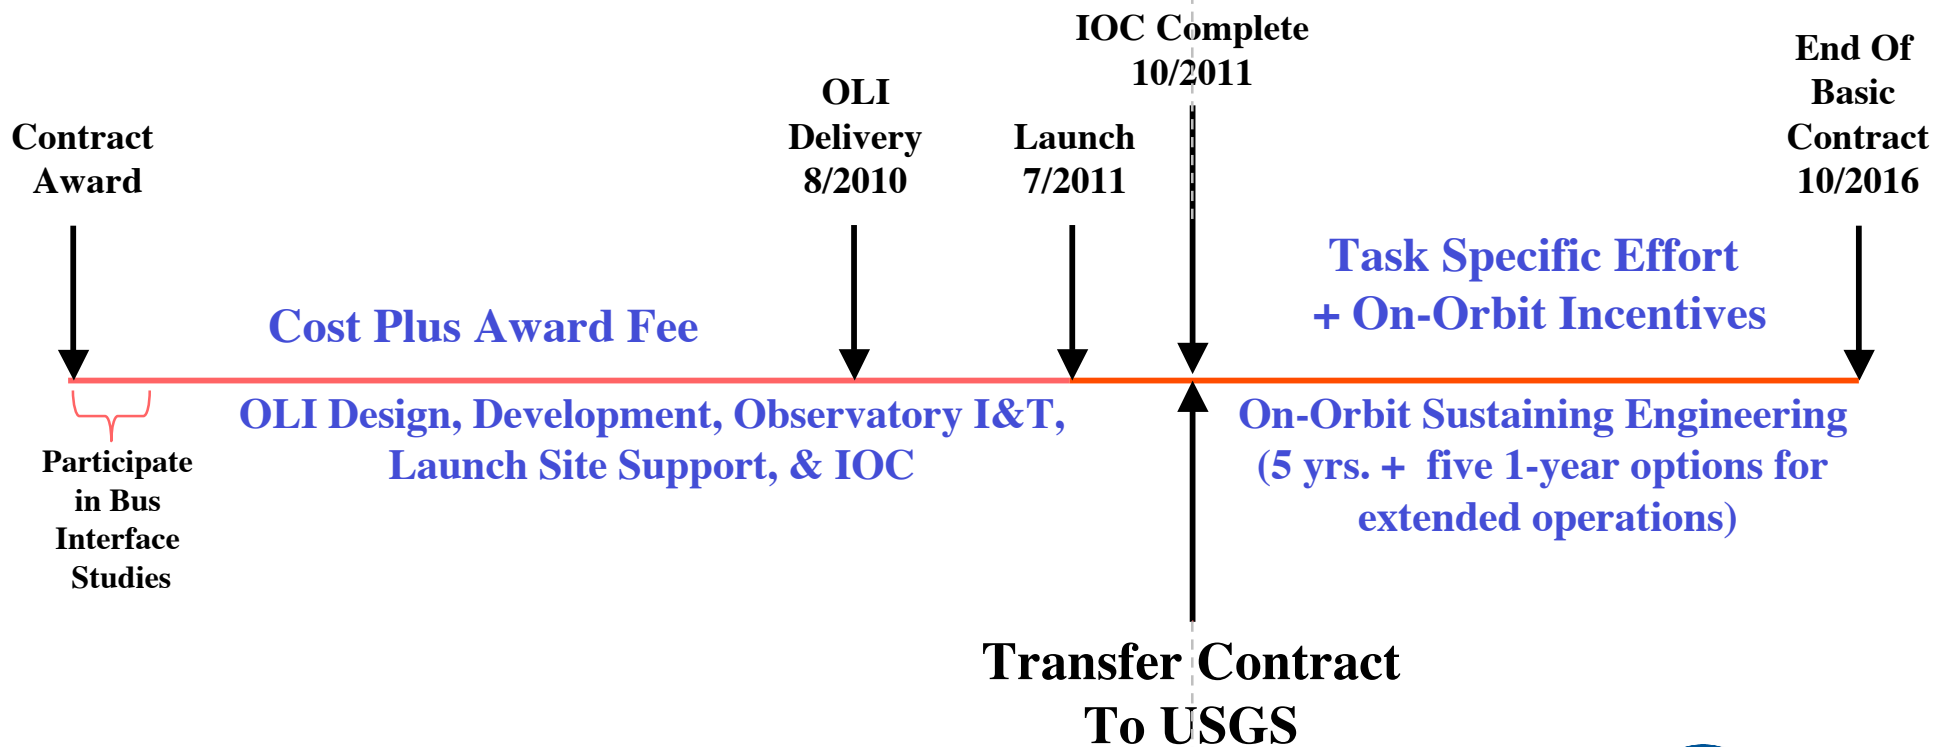 Contract
Award
OLI
Delivery
8/2010
Launch
7/2011
IOC Complete
10/2011
End Of
Basic
Contract
10/2016
Cost Plus Award Fee
Task Specific Effort
+ On-Orbit Incentives
OLI Design, Development, Observatory I&T,
Launch Site Support, & IOC
On-Orbit Sustaining Engineering
(5 yrs. + five 1-year options for
extended operations)
Participate
in Bus
Interface
Studies
Transfer Contract
To USGS